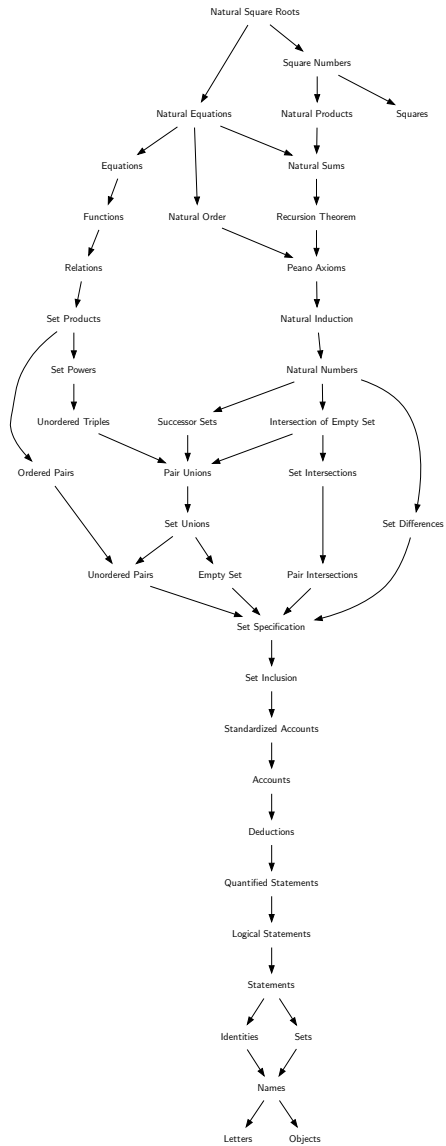 Natural Square Roots
Square Numbers
Natural Equations
Natural Products
Squares
Equations
Natural Sums
Functions
Natural Order
Recursion Theorem
Relations
Peano Axioms
Set Products
Natural Induction
Set Powers
Natural Numbers
Unordered Triples
Successor Sets
Intersection of Empty Set
Ordered Pairs
Pair Unions
Set Intersections
Set Unions
Set Differences
Unordered Pairs
Empty Set
Pair Intersections
Set Specification
Set Inclusion
Standardized Accounts
Accounts
Deductions
Quantified Statements
Logical Statements
Statements
Identities
Sets
Names
Letters
Objects